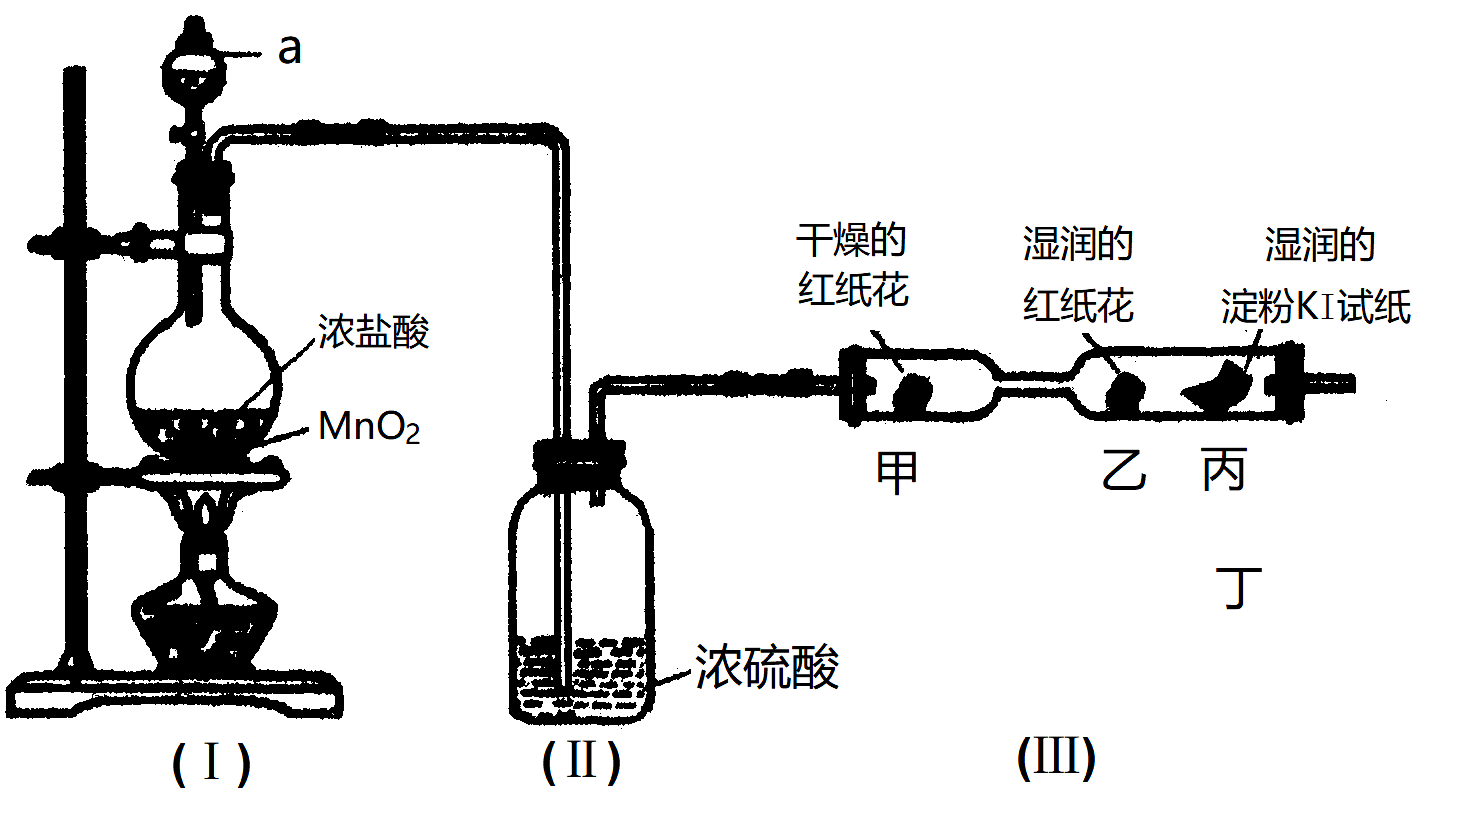 a
浓盐酸
MnO₂
干燥的
红纸花
湿润的
红纸花
湿润的
淀粉KI试纸
甲
乙
丙
丁
浓硫酸
(Ⅰ)
(Ⅱ)
(Ⅲ)